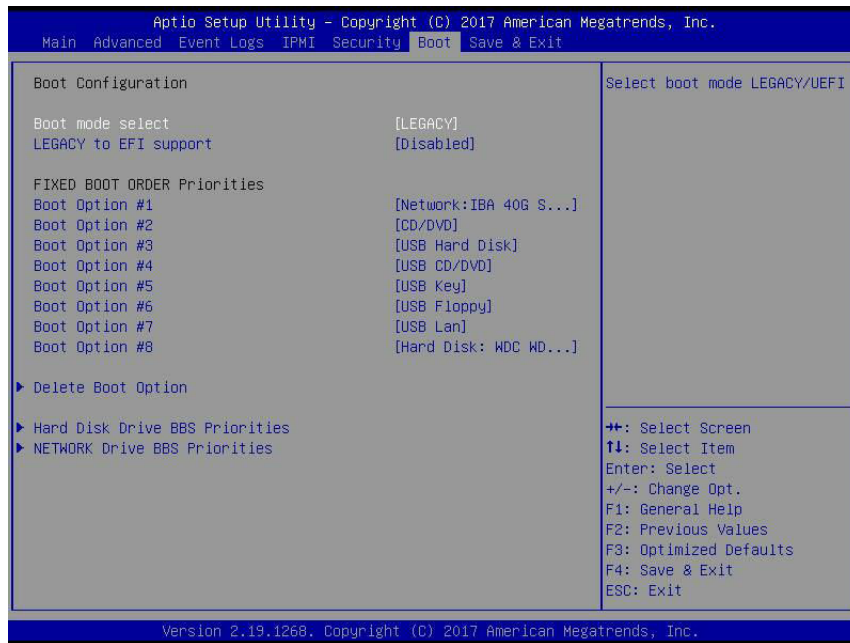 Aptio Setup Utility – Copyright (C) 2017 American Megatrends, Inc.
Main Advanced Event Logs IPMI Security Boot Save & Exit
Boot Configuration
Select boot mode LEGACY/UEFI
Boot mode select [LEGACY]
LEGACY to EFI support [Disabled]
FIXED BOOT ORDER Priorities
Boot Option #1 [Network:IBA 40G S...]
Boot Option #2 [CD/DVD]
Boot Option #3 [USB Hard Disk]
Boot Option #4 [USB CD/DVD]
Boot Option #5 [USB Key]
Boot Option #6 [USB Floppy]
Boot Option #7 [USB Lan]
Boot Option #8 [Hard Disk: WDC WD...]
Delete Boot Option
Hard Disk Drive BBS Priorities
NETWORK Drive BBS Priorities
→←: Select Screen
↑↓: Select Item
Enter: Select
+/-: Change Opt.
F1: General Help
F2: Previous Values
F3: Optimized Defaults
F4: Save & Exit
ESC: Exit
Version 2.19.1268. Copyright (C) 2017 American Megatrends, Inc.